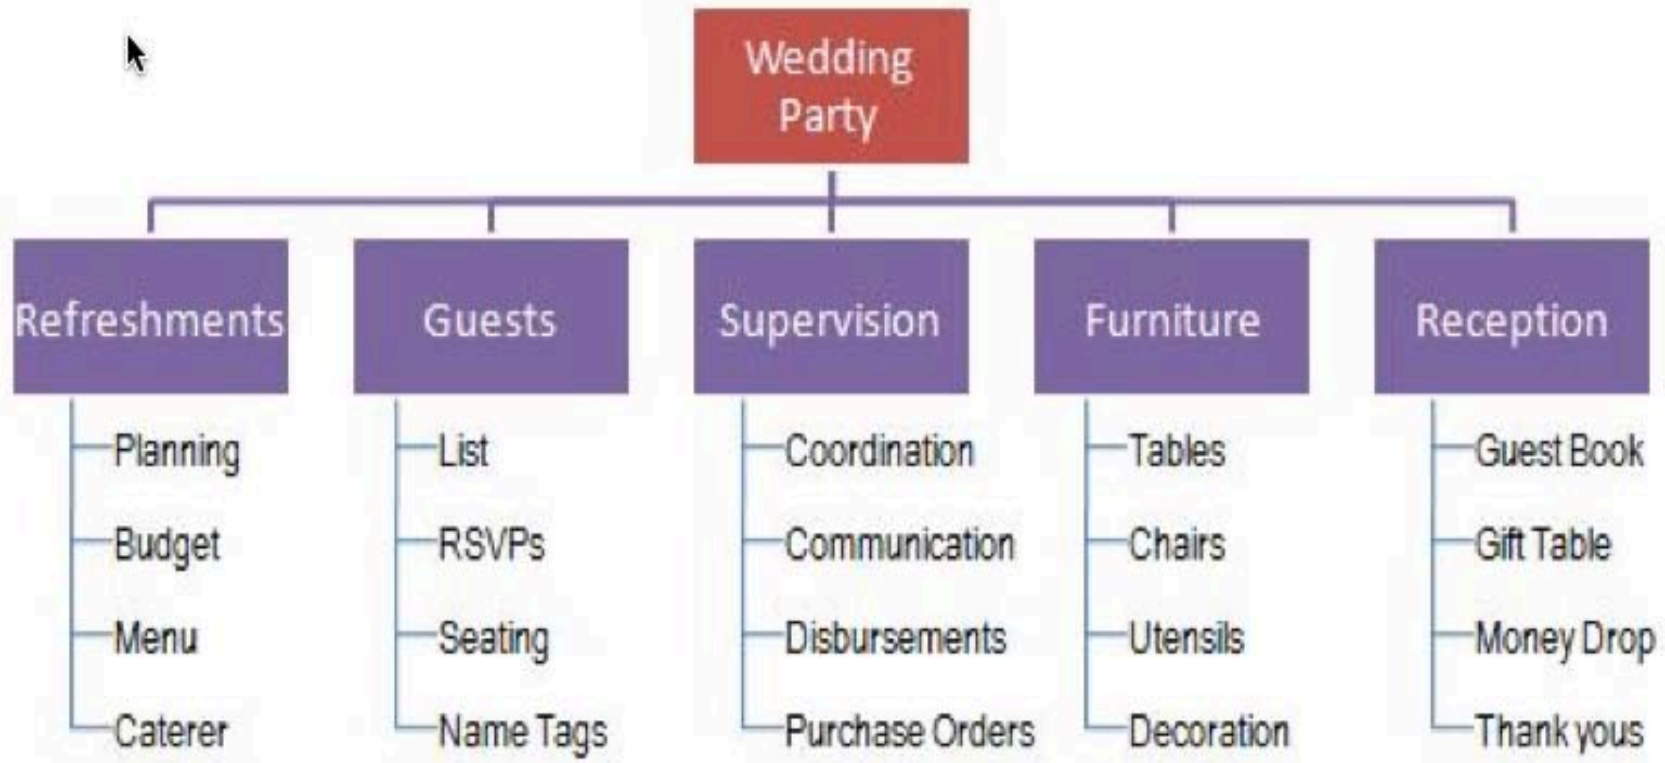 Wedding
Party
Refreshments
Guests
Supervision
Furniture
Reception
Planning
Budget
Menu
Caterer
List
RSVPs
Seating
Name Tags
Coordination
Communication
Disbursements
Purchase Orders
Tables
Chairs
Utensils
Decoration
Guest Book
Gift Table
Money Drop
Thank yous